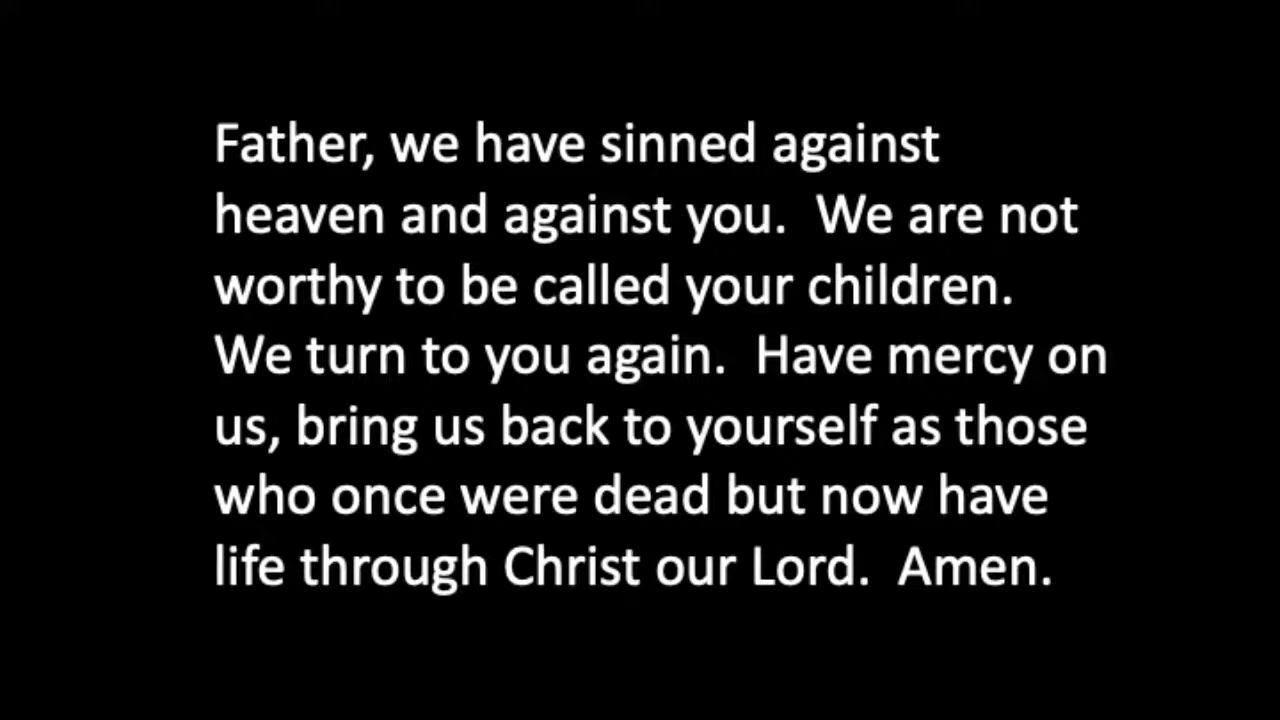 Father, we have sinned against
heaven and against you.  We are not
worthy to be called your children.
We turn to you again.  Have mercy on
us, bring us back to yourself as those
who once were dead but now have
life through Christ our Lord.  Amen.